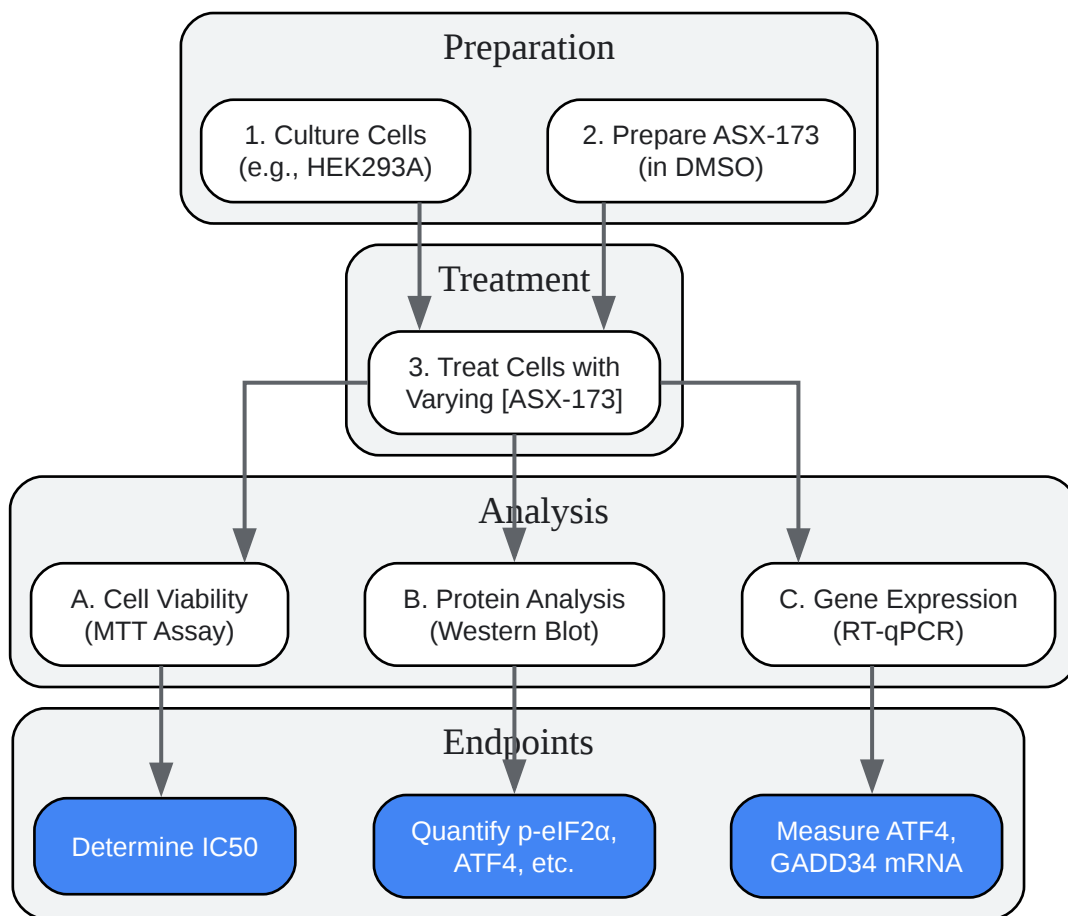 Preparation
1. Culture Cells
(e.g., HEK293A)
2. Prepare ASX-173
(in DMSO)
Treatment
3. Treat Cells with
Varying [ASX-173]
Analysis
A. Cell Viability
(MTT Assay)
B. Protein Analysis
(Western Blot)
C. Gene Expression
(RT-qPCR)
Endpoints
Determine IC50
Quantify p-eIF2α,
ATF4, etc.
Measure ATF4,
GADD34 mRNA